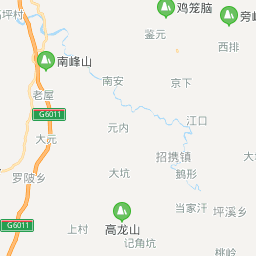 鸡笼脑
高坪村
鉴元
旁峰
西排
南峰山
南安
京下
老屋
G6011
元内
江口
大元
招携镇
大坑
鹅形
罗陂乡
当家汗
坪溪乡
高龙山
G6011
上村
记角坑
桃岭